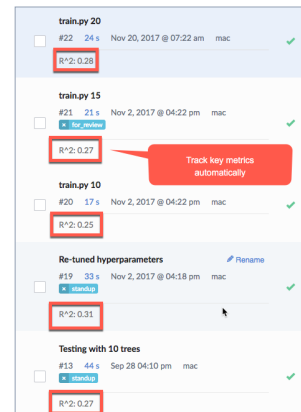 train.py 20
#22 24 s Nov 20, 2017 @ 07:22 am mac
R^2: 0.28
train.py 15
#21 21 s Nov 2, 2017 @ 04:22 pm mac
× for_review
R^2: 0.27
Track key metrics
automatically
train.py 10
#20 17 s Nov 2, 2017 @ 04:22 pm mac
R^2: 0.25
Re-tuned hyperparameters Rename
#19 33 s Nov 2, 2017 @ 04:18 pm mac
× standup
R^2: 0.31
Testing with 10 trees
#13 44 s Sep 28 04:10 pm mac
× standup
R^2: 0.27